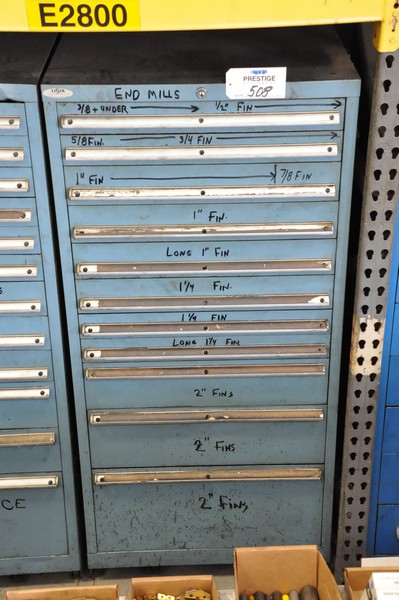 E2800
END MILLS
PRESTIGE
508
3/8 + UNDER 1/2" FIN
5/8 FIN. 3/4 FIN
1" FIN 7/8 FIN
1" FIN.
LONG 1" FIN
1 1/4 FIN.
1 1/4 FIN
LONG 1 1/4 FIN
2" FINS
2" FINS
2" FINS
CE